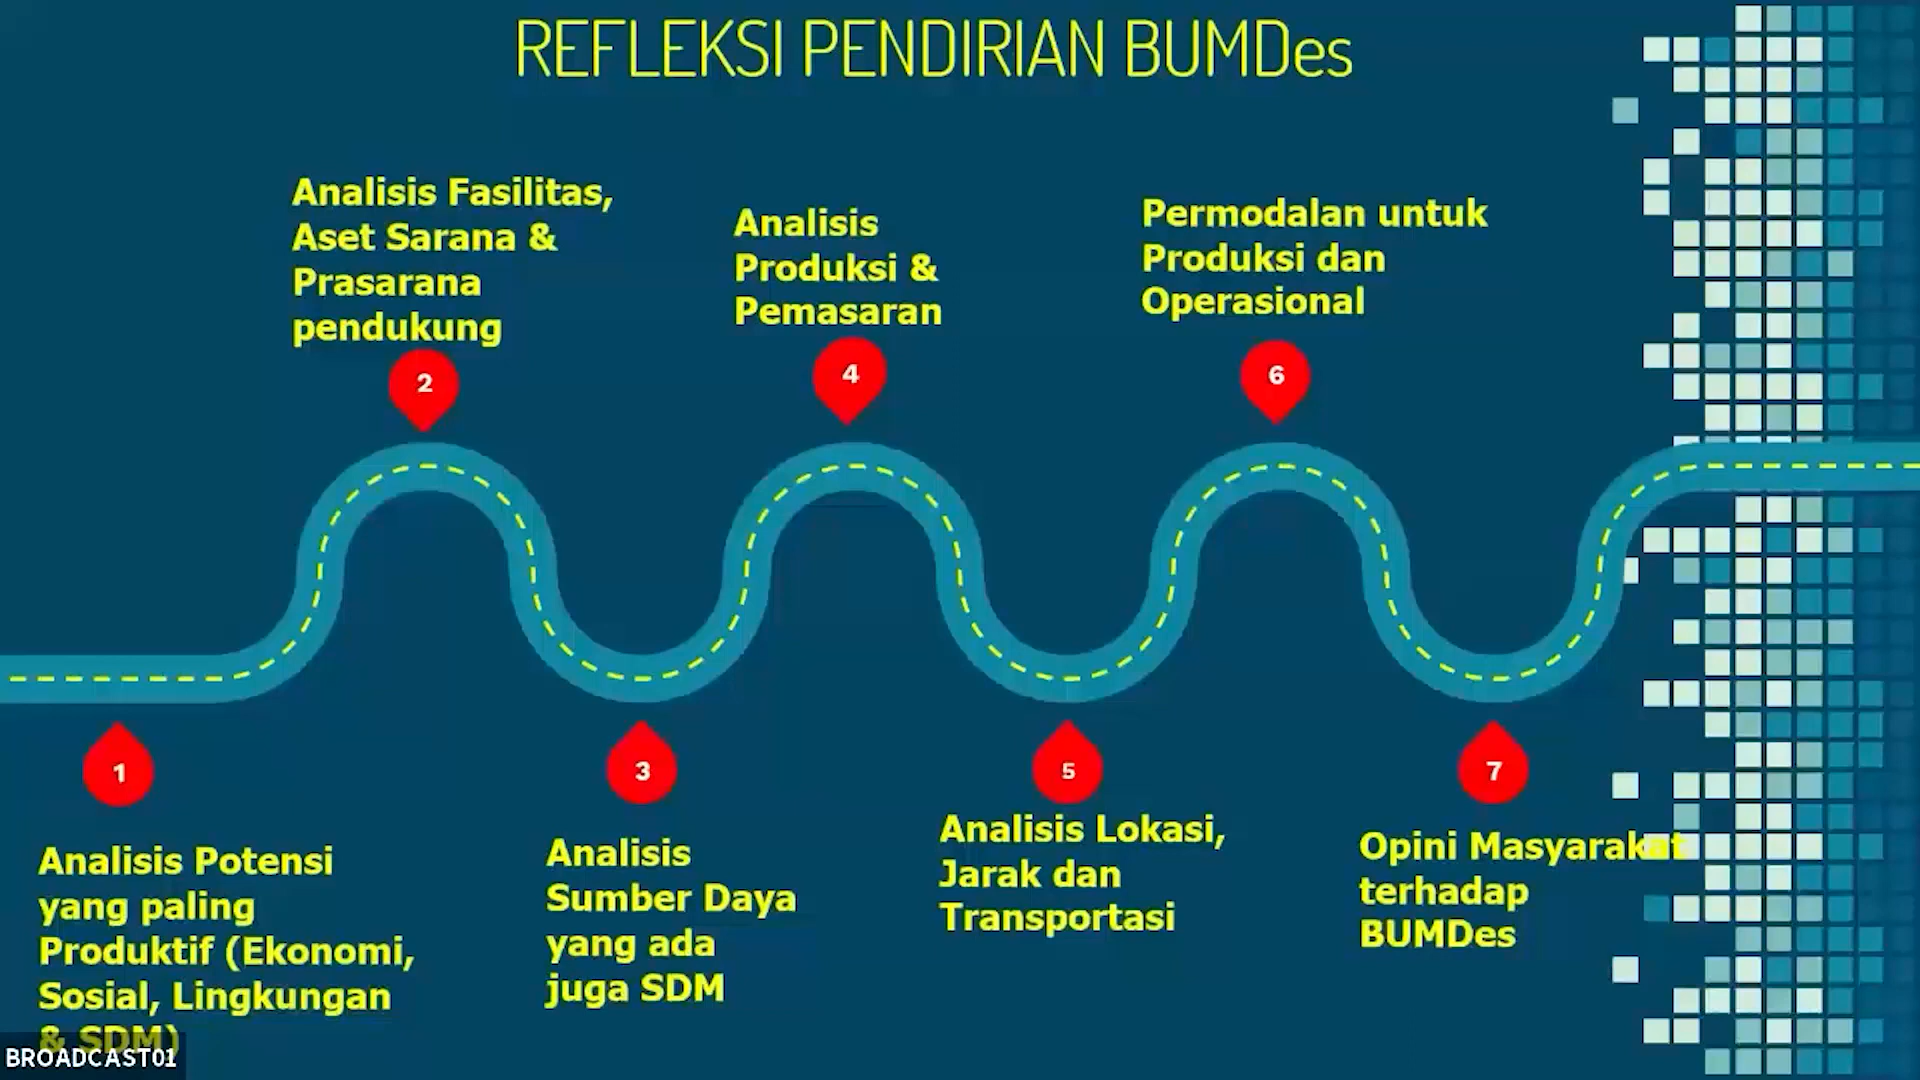 REFLEKSI PENDIRIAN BUMDes
Analisis Fasilitas,
Aset Sarana &
Prasarana
pendukung
2
Analisis
Produksi &
Pemasaran
4
Permodalan untuk
Produksi dan
Operasional
6
1
Analisis Potensi
yang paling
Produktif (Ekonomi,
Sosial, Lingkungan
& SDM)
3
Analisis
Sumber Daya
yang ada
juga SDM
5
Analisis Lokasi,
Jarak dan
Transportasi
7
Opini Masyarakat
terhadap
BUMDes
BROADCAST01